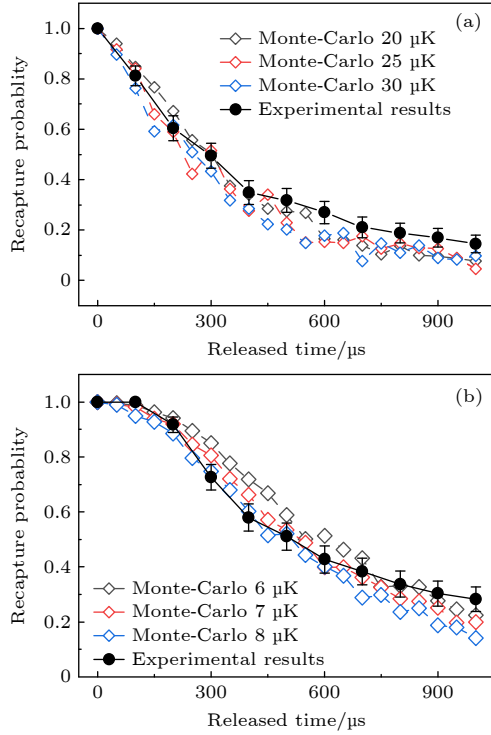 (a)
Monte-Carlo 20 µK
Monte-Carlo 25 µK
Monte-Carlo 30 µK
Experimental results
Recapture probablity
1.0
0.8
0.6
0.4
0.2
0
0
300
600
900
Released time/µs
(b)
Recapture probablity
1.0
0.8
0.6
0.4
0.2
0
Monte-Carlo 6 µK
Monte-Carlo 7 µK
Monte-Carlo 8 µK
Experimental results
0
300
600
900
Released time/µs